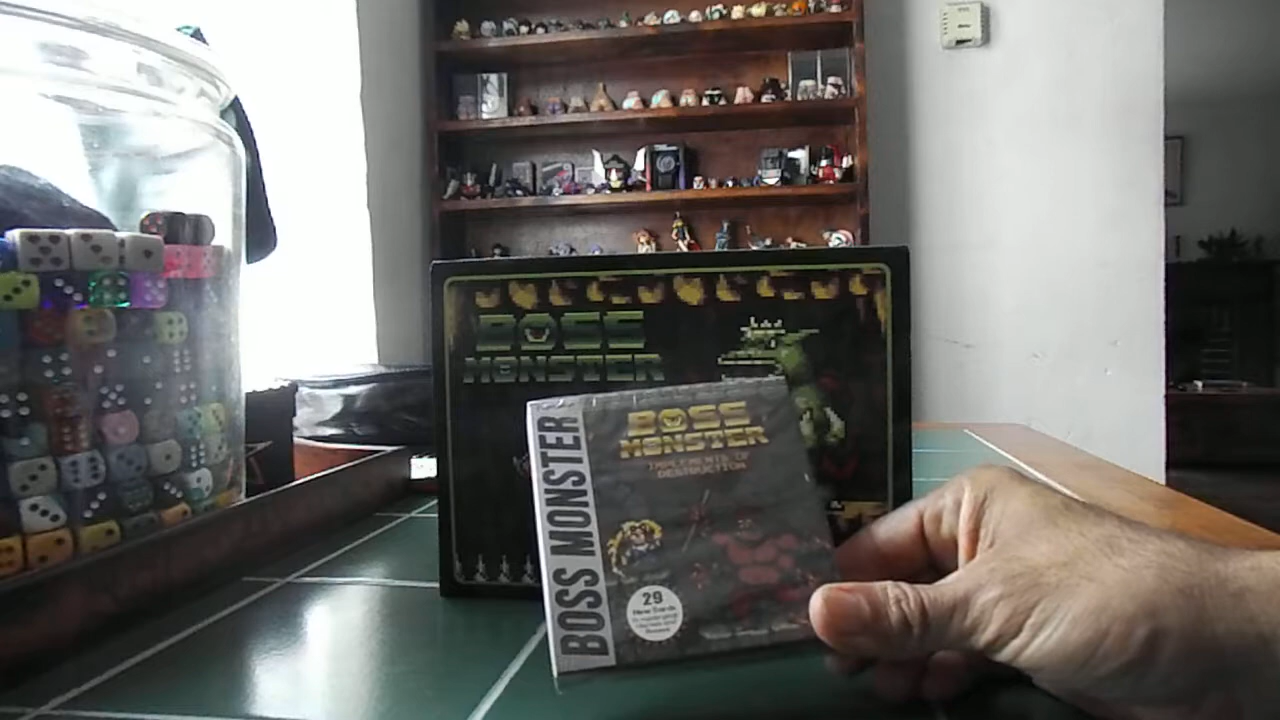 BOSS
MONSTER
BOSS MONSTER
BOSS
MONSTER
IMPLEMENTS OF
DESTRUCTION
29
New Cards